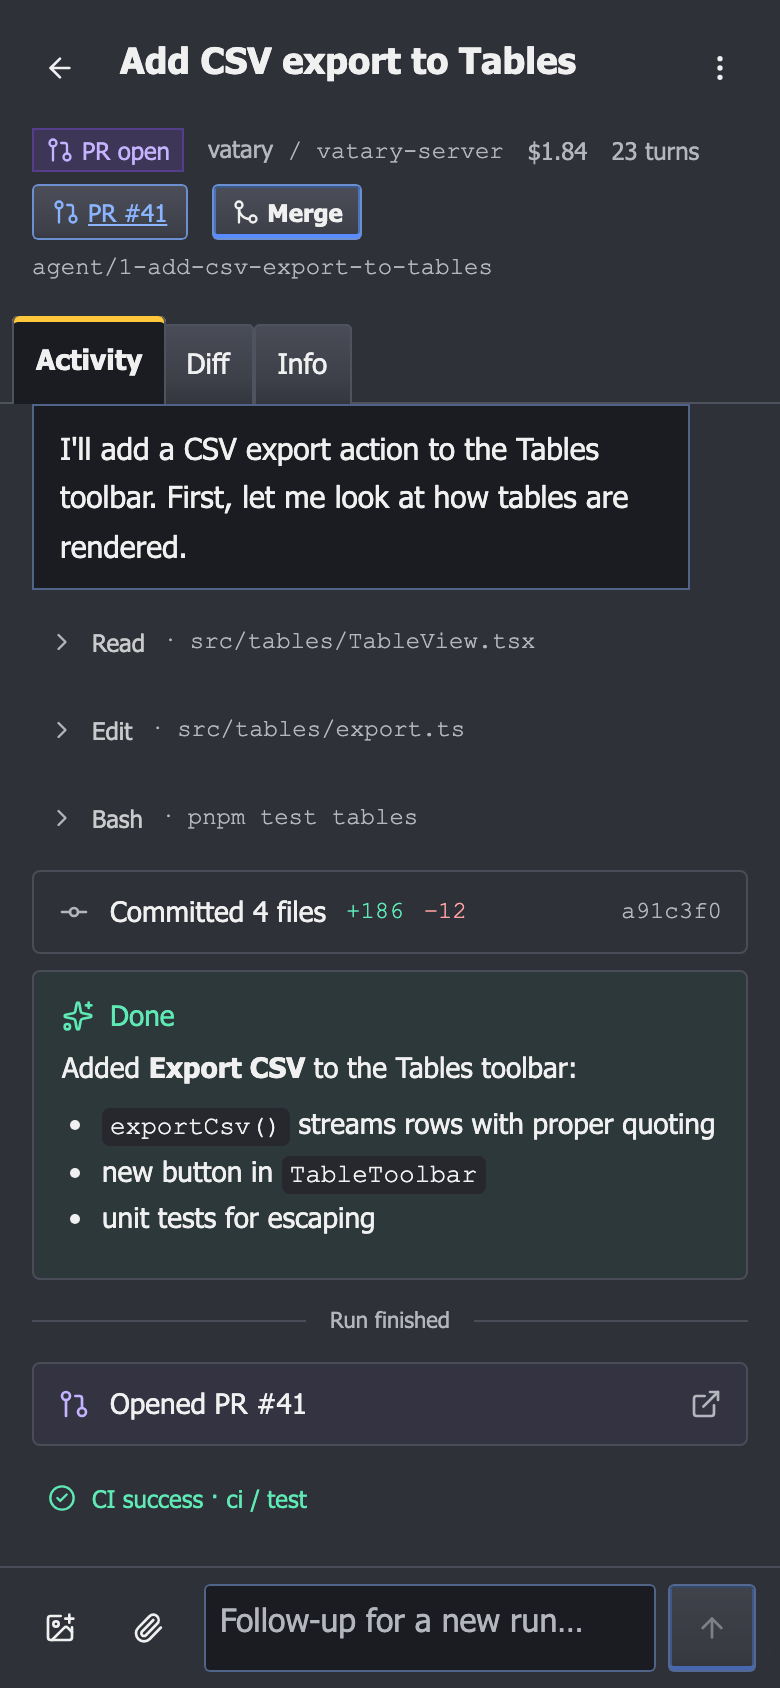 Add CSV export to Tables
PR open vatary / vatary-server $1.84 23 turns
PR #41 Merge
agent/1-add-csv-export-to-tables
Activity Diff Info
I'll add a CSV export action to the Tables
toolbar. First, let me look at how tables are
rendered.
Read · src/tables/TableView.tsx
Edit · src/tables/export.ts
Bash · pnpm test tables
Committed 4 files +186 −12 a91c3f0
Done
Added Export CSV to the Tables toolbar:
• exportCsv() streams rows with proper quoting
• new button in TableToolbar
• unit tests for escaping
Run finished
Opened PR #41
CI success · ci / test
Follow-up for a new run...